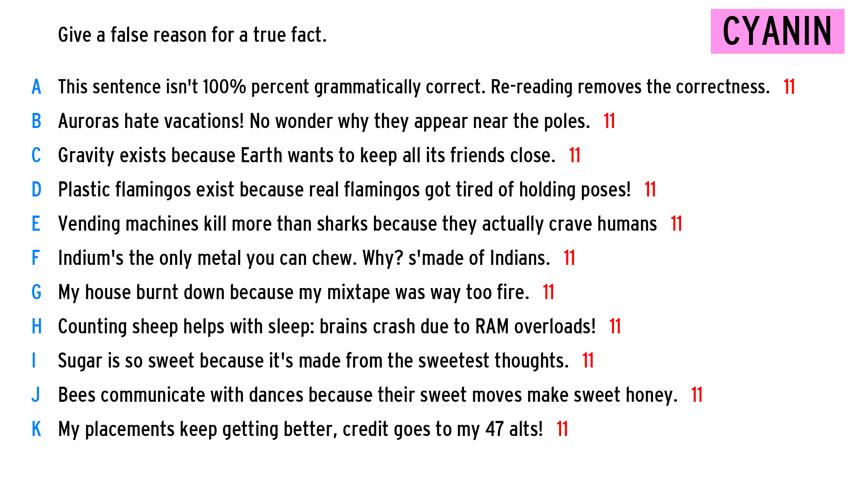 Give a false reason for a true fact.
CYANIN
A This sentence isn't 100% percent grammatically correct. Re-reading removes the correctness. 11
B Auroras hate vacations! No wonder why they appear near the poles. 11
C Gravity exists because Earth wants to keep all its friends close. 11
D Plastic flamingos exist because real flamingos got tired of holding poses! 11
E Vending machines kill more than sharks because they actually crave humans 11
F Indium's the only metal you can chew. Why? s'made of Indians. 11
G My house burnt down because my mixtape was way too fire. 11
H Counting sheep helps with sleep: brains crash due to RAM overloads! 11
I Sugar is so sweet because it's made from the sweetest thoughts. 11
J Bees communicate with dances because their sweet moves make sweet honey. 11
K My placements keep getting better, credit goes to my 47 alts! 11